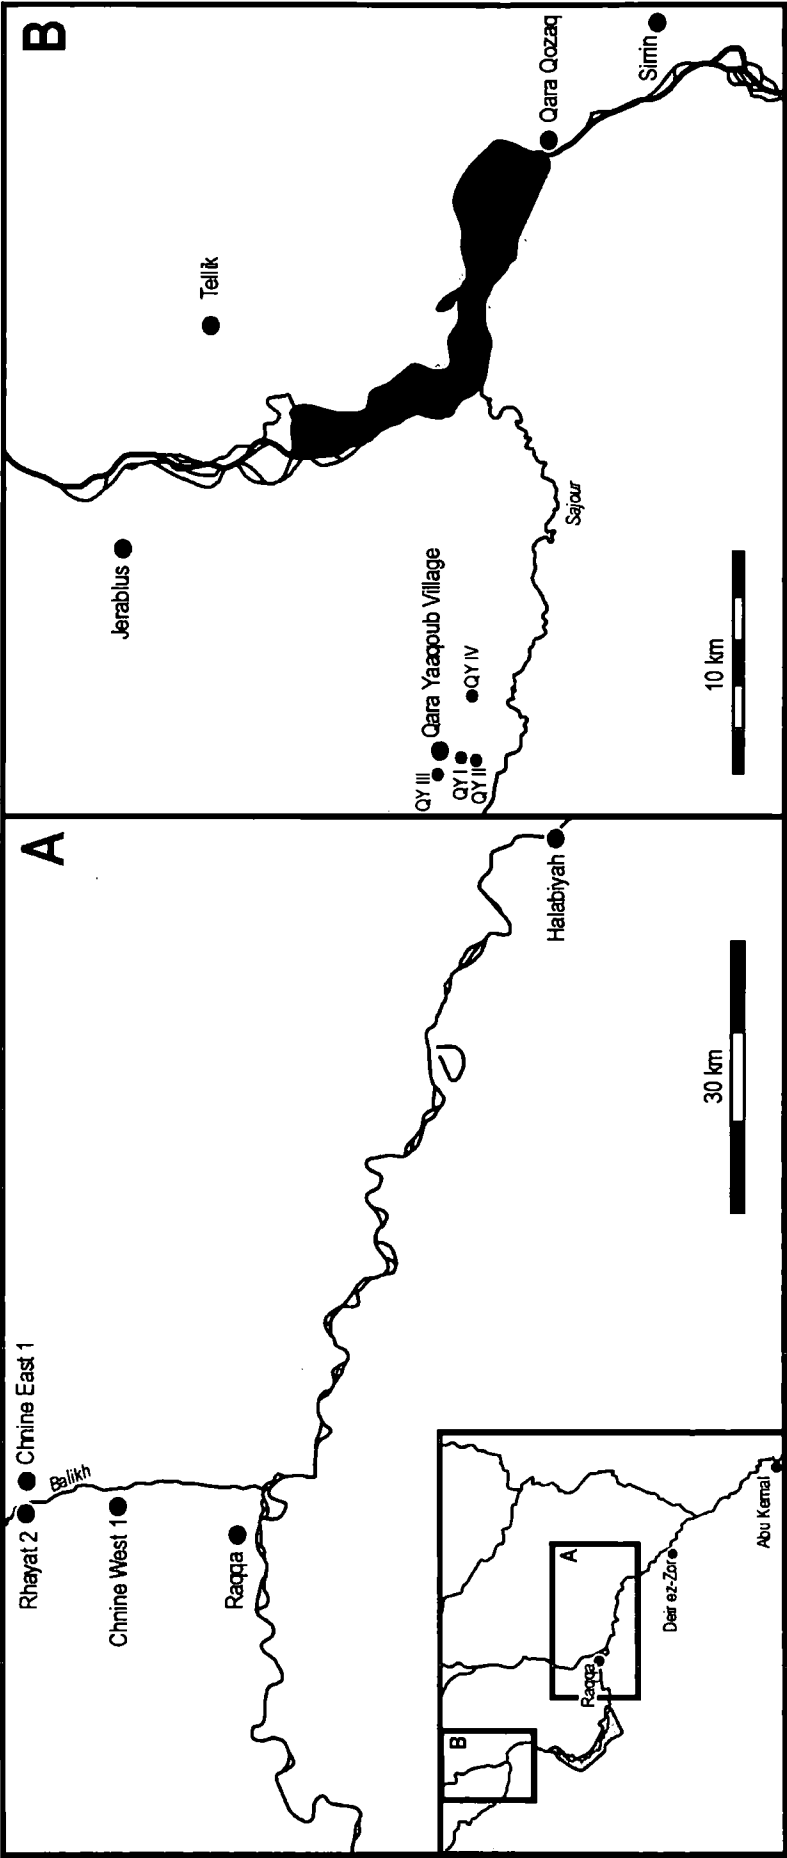 A
Rhayat 2
Chnine East 1
Balikh
Chnine West 1
Raqqa
Halabiyah
30 km
B
A
Raqqa
Deir ez-Zor
Abu Kemal
B
Jerablus
Tellik
Qara Qozaq
Sirrin
Qara Yaaqoub Village
QY III
QY I
QY II
QY IV
Sajour
10 km